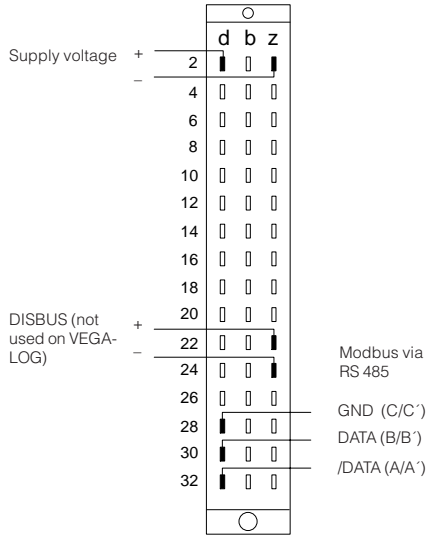 d b z
Supply voltage +
2
–
4
6
8
10
12
14
16
18
20
DISBUS (not
used on VEGA-
LOG)
+
22
–
24
Modbus via
RS 485
26
GND (C/C´)
28
DATA (B/B´)
30
/DATA (A/A´)
32